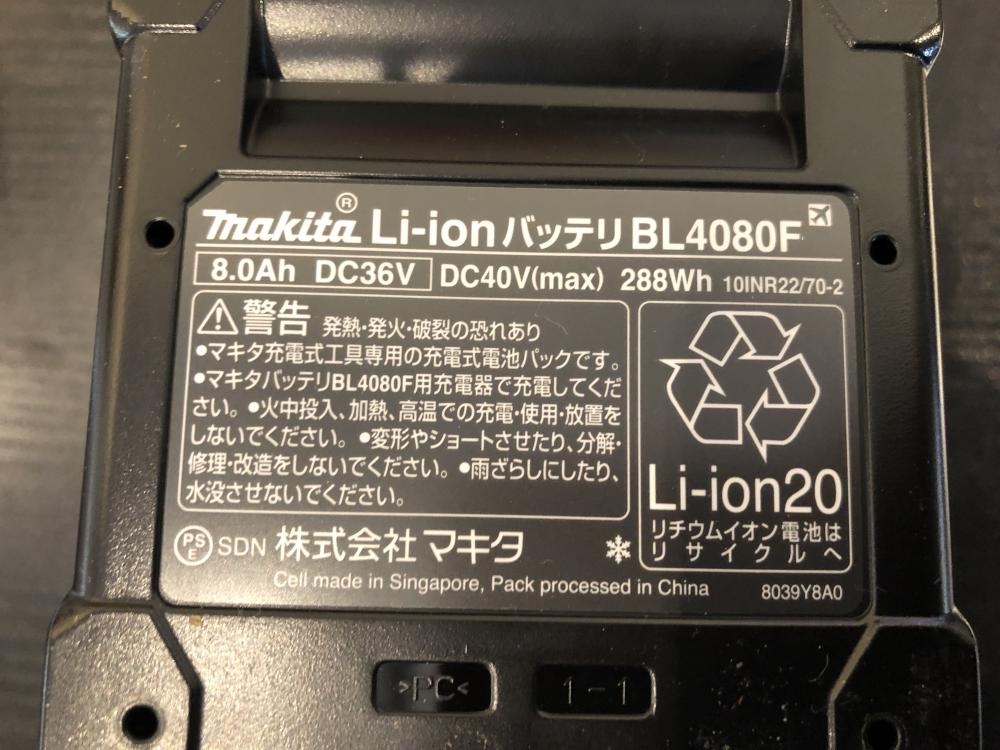 makita® Li-ionバッテリ BL4080F
8.0Ah DC36V DC40V(max) 288Wh 10INR22/70-2
警告 発熱・発火・破裂の恐れあり
•マキタ充電式工具専用の充電式電池パックです。
•マキタバッテリBL4080F用充電器で充電してくだ
さい。•火中投入、加熱、高温での充電・使用・放置を
しないでください。•変形やショートさせたり、分解・
修理・改造をしないでください。•雨ざらしにしたり、
水没させないでください。
Li-ion20
リチウムイオン電池は
リサイクルへ
PSE SDN 株式会社マキタ
Cell made in Singapore, Pack processed in China 8039Y8A0
>PC< 1-1